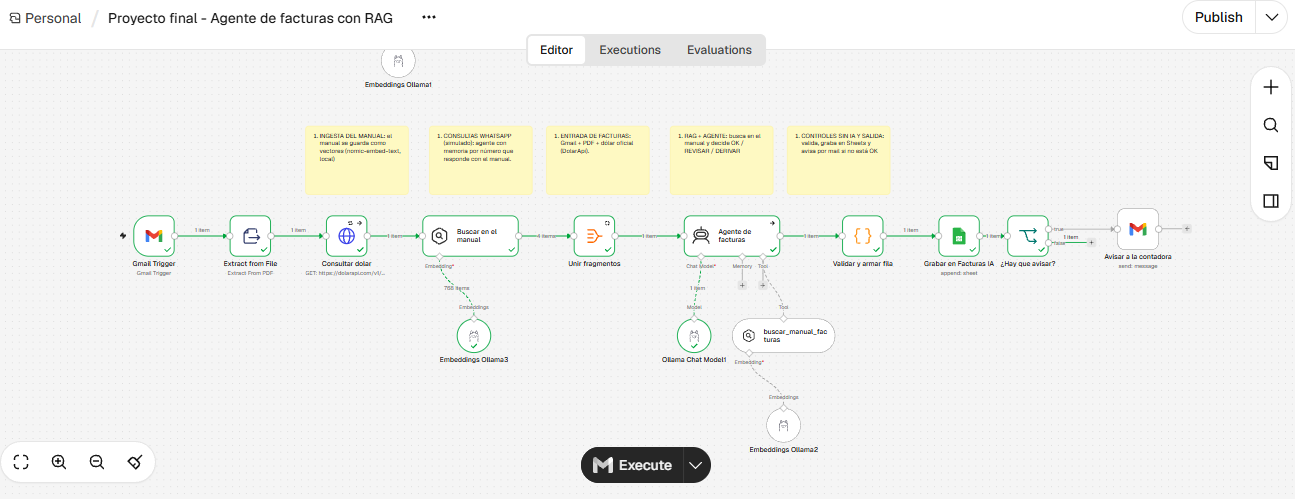 Personal / Proyecto final - Agente de facturas con RAG ...
Publish
Editor Executions Evaluations
Embeddings Ollama1
1. INGESTA DEL MANUAL: el
manual se guarda como
vectores (nomic-embed-text,
local)
1. CONSULTAS WHATSAPP
(simulado): agente con
memoria por número que
responde con el manual.
1. ENTRADA DE FACTURAS:
Gmail + PDF + dólar oficial
(DolarApi).
1. RAG + AGENTE: busca en el
manual y decide OK /
REVISAR / DERIVAR
1. CONTROLES SIN IA Y SALIDA:
valida, graba en Sheets y
avisa por mail si no está OK
Gmail Trigger
Gmail Trigger
1 item
Extract from File
Extract From PDF
1 item
Consultar dolar
GET: https://dolarapi.com/v1/...
1 item
Buscar en el
manual
Embedding*
768 items
Embeddings
Embeddings Ollama3
4 items
Unir fragmentos
1 item
Agente de
facturas
Chat Model*
Memory
Tool
1 item
Model
Ollama Chat Model1
Tool
buscar_manual_fac
turas
Embedding*
Embeddings
Embeddings Ollama2
1 item
Validar y armar fila
1 item
Grabar en Facturas IA
append: sheet
1 item
¿Hay que avisar?
true
false
1 item
Avisar a la contadora
send: message
Execute